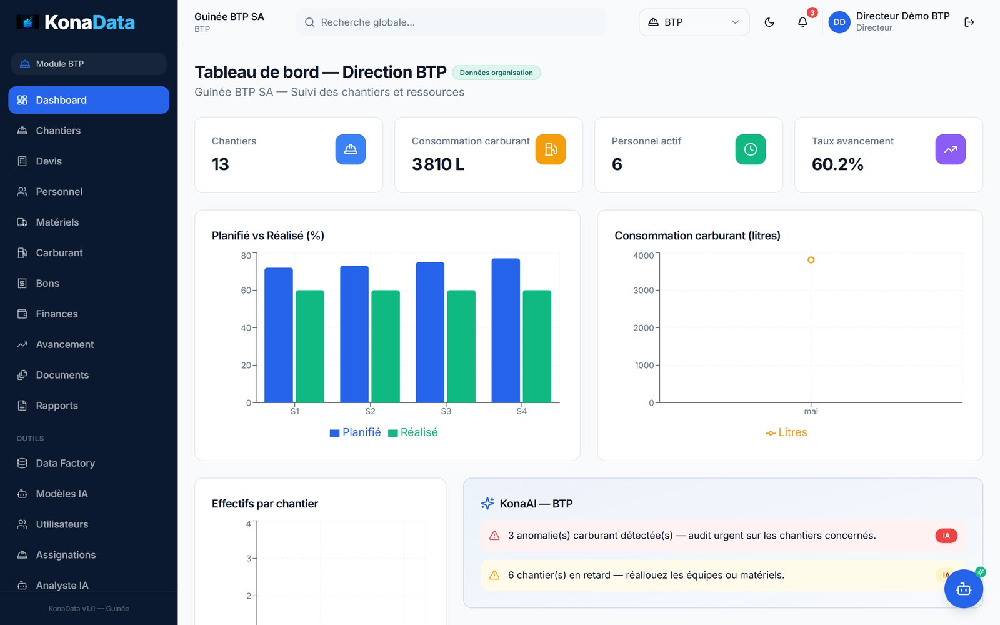 KonaData
Module BTP
Dashboard
Chantiers
Devis
Personnel
Matériels
Carburant
Bons
Finances
Avancement
Documents
Rapports
OUTILS
Data Factory
Modèles IA
Utilisateurs
Assignations
Analyste IA
KonaData v1.0 — Guinée
Guinée BTP SA
BTP
Recherche globale...
BTP
3
DD
Directeur Démo BTP
Directeur
Tableau de bord — Direction BTP
Données organisation
Guinée BTP SA — Suivi des chantiers et ressources
Chantiers
13
Consommation carburant
3 810 L
Personnel actif
6
Taux avancement
60.2%
Planifié vs Réalisé (%)
80
60
40
20
0
S1 S2 S3 S4
Planifié Réalisé
Consommation carburant (litres)
4000
3000
2000
1000
0
mai
Litres
Effectifs par chantier
4
3
2
KonaAI — BTP
3 anomalie(s) carburant détectée(s) — audit urgent sur les chantiers concernés.
IA
6 chantier(s) en retard — réallouez les équipes ou matériels.
IA